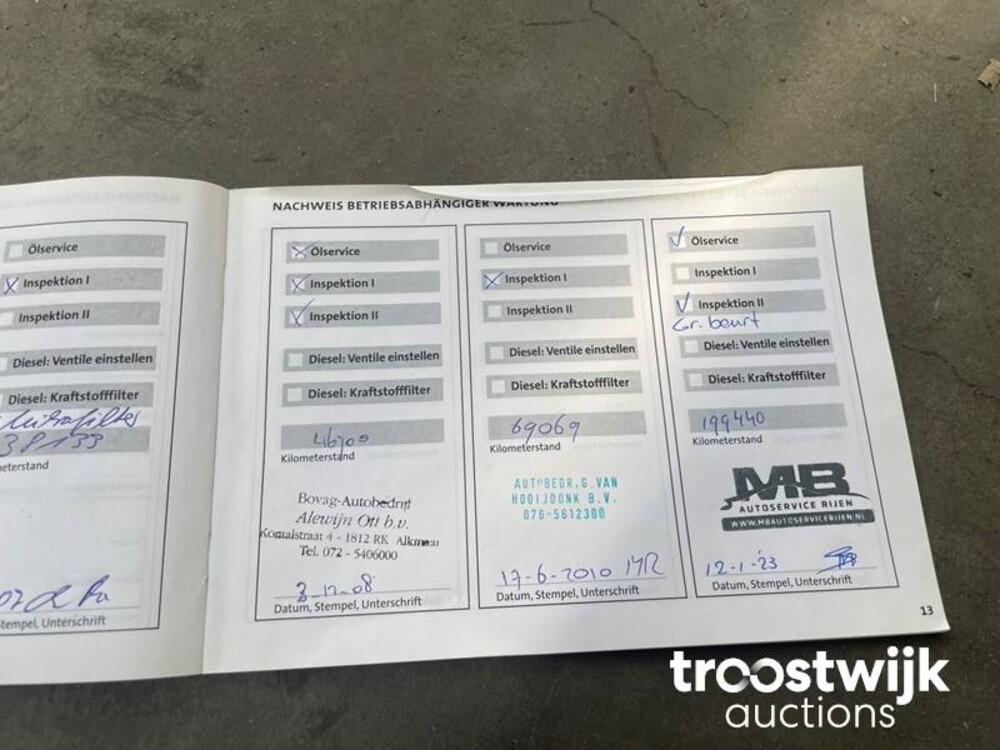 Ölservice
Inspektion I
Inspektion II
Diesel: Ventile einstellen
Diesel: Kraftstofffilter
38133
Datum, Stempel, Unterschrift
NACHWEIS BETRIEBSABHÄNGIGER WARTUNG
Ölservice
Inspektion I
Inspektion II
Diesel: Ventile einstellen
Diesel: Kraftstofffilter
46700
Kilometerstand
Bovag-Autobedrijf
Alewijn Ott b.v.
Komalstraat 4 - 1812 RK Alkmaar
Tel. 072 - 5406000
3-12-08
Datum, Stempel, Unterschrift
Ölservice
Inspektion I
Inspektion II
Diesel: Ventile einstellen
Diesel: Kraftstofffilter
69069
Kilometerstand
AUTOBEDR.G.VAN
HOOIJDONK B.V.
076-5612300
17-6-2010
Datum, Stempel, Unterschrift
Ölservice
Inspektion I
Inspektion II
Gr. beurt
Diesel: Ventile einstellen
Diesel: Kraftstofffilter
199440
Kilometerstand
MB
AUTOSERVICE RIJEN
WWW.MBAUTOSERVICERIJEN.NL
12-1-'23
Datum, Stempel, Unterschrift
13
troostwijk
auctions